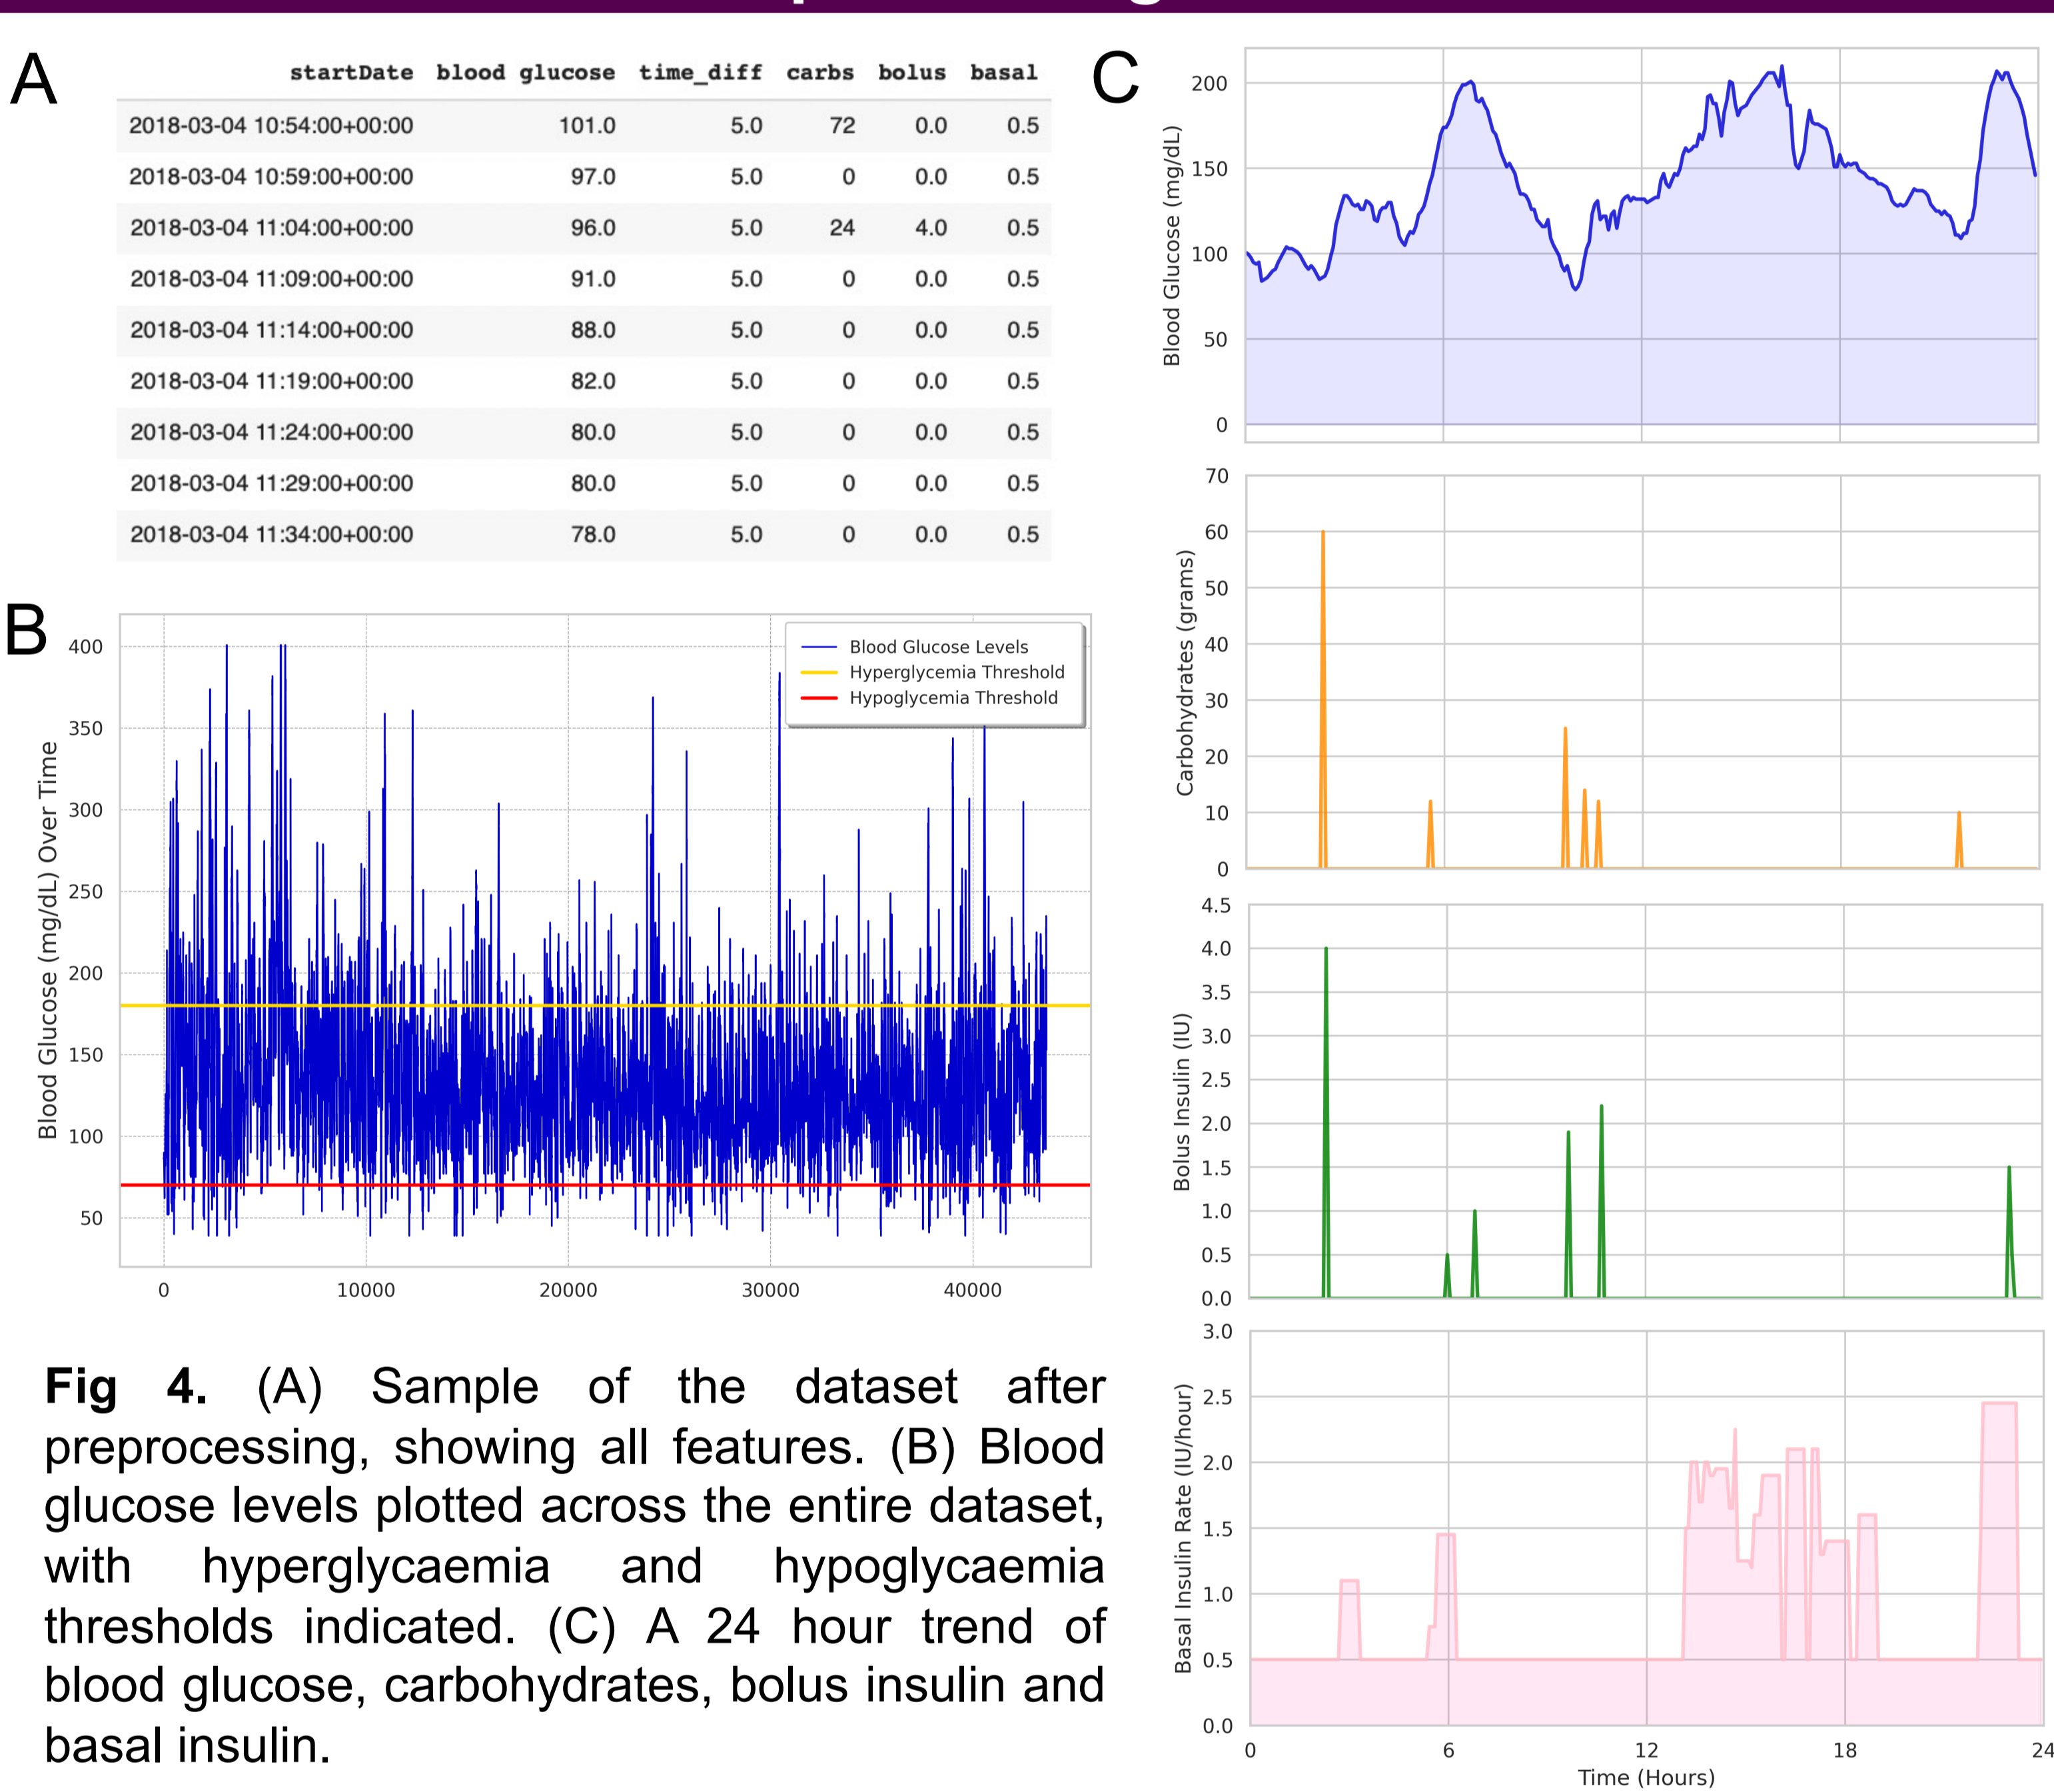 A
startDate blood glucose time_diff carbs bolus basal
2018-03-04 10:54:00+00:00 101.0 5.0 72 0.0 0.5
2018-03-04 10:59:00+00:00 97.0 5.0 0 0.0 0.5
2018-03-04 11:04:00+00:00 96.0 5.0 24 4.0 0.5
2018-03-04 11:09:00+00:00 91.0 5.0 0 0.0 0.5
2018-03-04 11:14:00+00:00 88.0 5.0 0 0.0 0.5
2018-03-04 11:19:00+00:00 82.0 5.0 0 0.0 0.5
2018-03-04 11:24:00+00:00 80.0 5.0 0 0.0 0.5
2018-03-04 11:29:00+00:00 80.0 5.0 0 0.0 0.5
2018-03-04 11:34:00+00:00 78.0 5.0 0 0.0 0.5
B
Blood Glucose (mg/dL) Over Time
400
350
300
250
200
150
100
50
0 10000 20000 30000 40000
Blood Glucose Levels
Hyperglycemia Threshold
Hypoglycemia Threshold
Fig 4. (A) Sample of the dataset after
preprocessing, showing all features. (B) Blood
glucose levels plotted across the entire dataset,
with hyperglycaemia and hypoglycaemia
thresholds indicated. (C) A 24 hour trend of
blood glucose, carbohydrates, bolus insulin and
basal insulin.
C
Blood Glucose (mg/dL)
200
150
100
50
0
Carbohydrates (grams)
70
60
50
40
30
20
10
0
Bolus Insulin (IU)
4.5
4.0
3.5
3.0
2.5
2.0
1.5
1.0
0.5
0.0
Basal Insulin Rate (IU/hour)
3.0
2.5
2.0
1.5
1.0
0.5
0.0
0 6 12 18 24
Time (Hours)